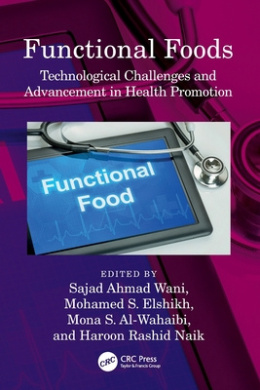 Functional Foods
Technological Challenges and
Advancement in Health Promotion
Functional
Food
EDITED BY
Sajad Ahmad Wani,
Mohamed S. Elshikh,
Mona S. Al-Wahaibi,
and Haroon Rashid Naik
CRC
CRC Press
Taylor & Francis Group